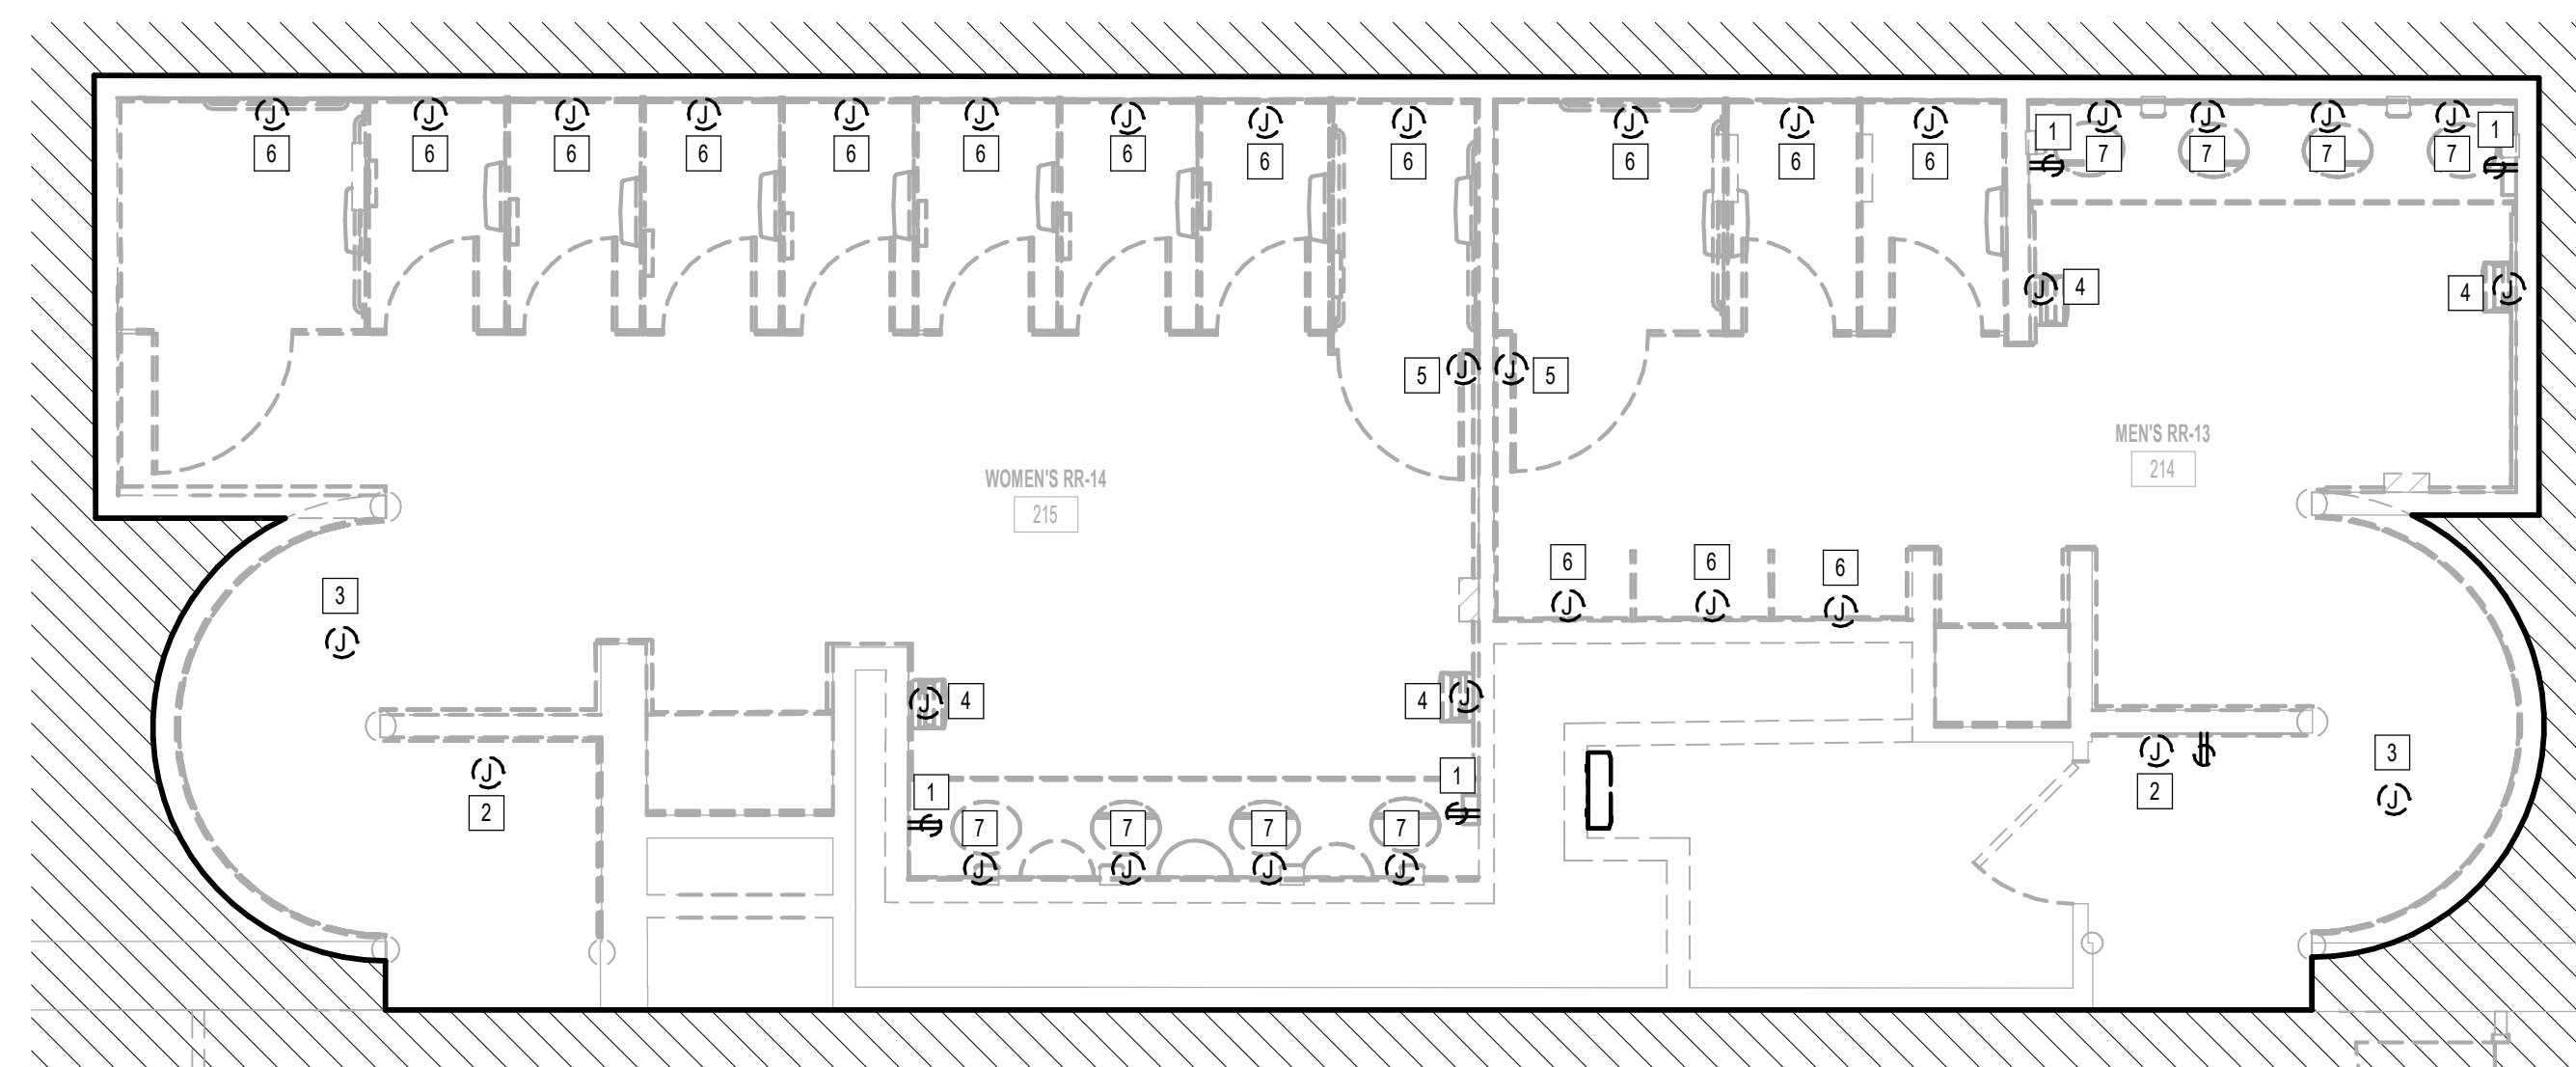 J J J J J J J J J J J J J J J J
6 6 6 6 6 6 6 6 6 6 6 6 1 7 7 7 7 1
J 4 4 J
5 J J 5
MEN'S RR-13
214
WOMEN'S RR-14
215
6 6 6
J J J
3
J
J 4 4 J
J
2
1 1
7 7 7 7
J J J J
J
2
3
J